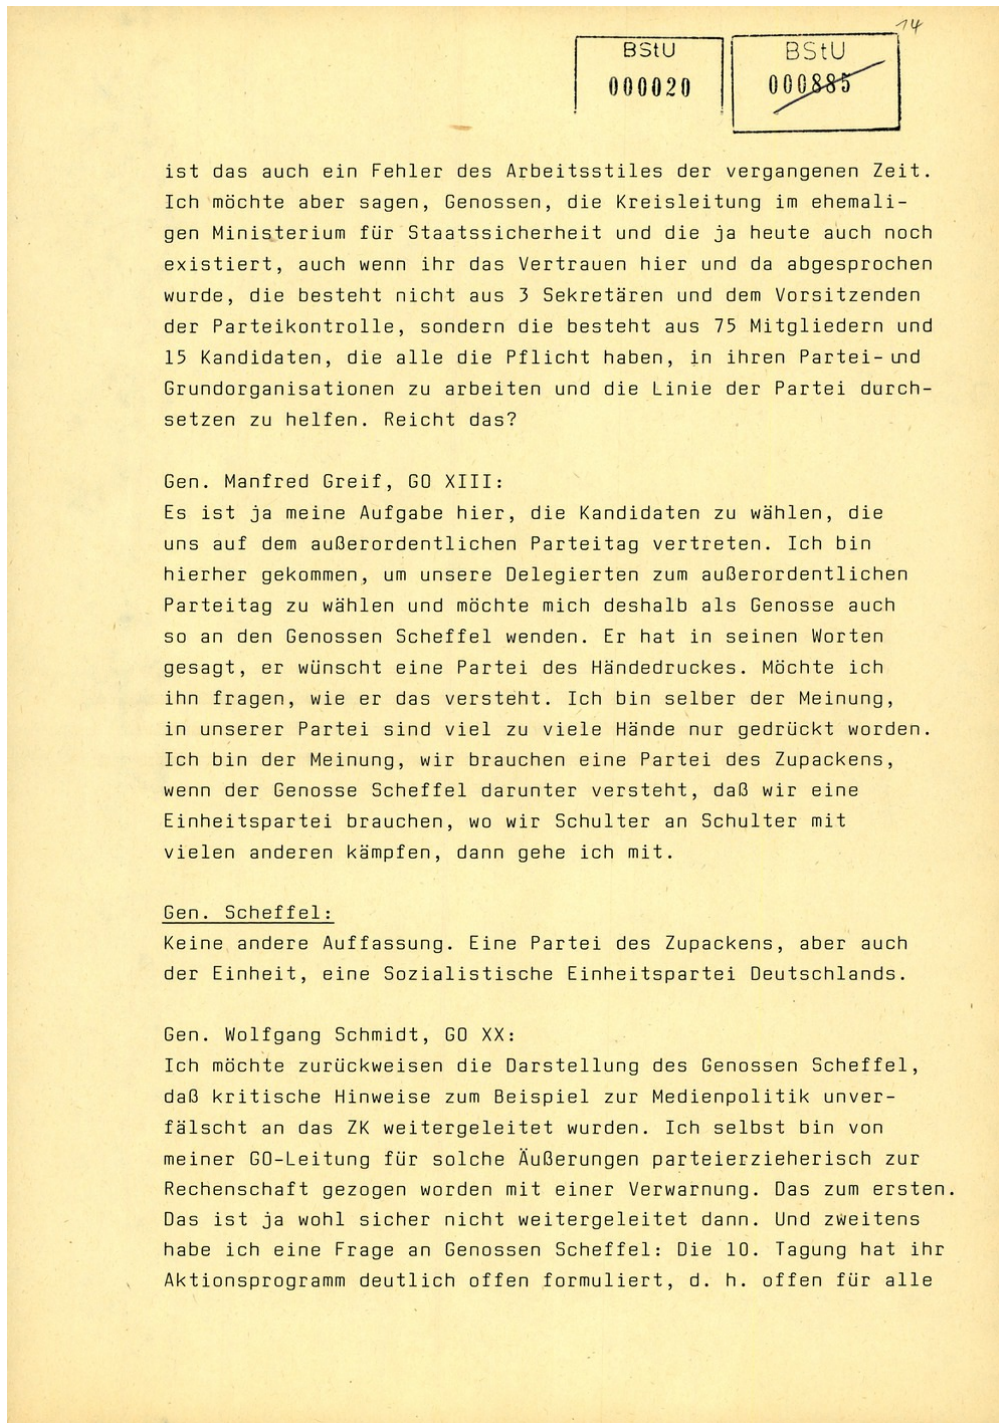 14
BStU
000020
BStU
000885
ist das auch ein Fehler des Arbeitsstiles der vergangenen Zeit.
Ich möchte aber sagen, Genossen, die Kreisleitung im ehemali-
gen Ministerium für Staatssicherheit und die ja heute auch noch
existiert, auch wenn ihr das Vertrauen hier und da abgesprochen
wurde, die besteht nicht aus 3 Sekretären und dem Vorsitzenden
der Parteikontrolle, sondern die besteht aus 75 Mitgliedern und
15 Kandidaten, die alle die Pflicht haben, in ihren Partei- und
Grundorganisationen zu arbeiten und die Linie der Partei durch-
setzen zu helfen. Reicht das?
Gen. Manfred Greif, GO XIII:
Es ist ja meine Aufgabe hier, die Kandidaten zu wählen, die
uns auf dem außerordentlichen Parteitag vertreten. Ich bin
hierher gekommen, um unsere Delegierten zum außerordentlichen
Parteitag zu wählen und möchte mich deshalb als Genosse auch
so an den Genossen Scheffel wenden. Er hat in seinen Worten
gesagt, er wünscht eine Partei des Händedruckes. Möchte ich
ihn fragen, wie er das versteht. Ich bin selber der Meinung,
in unserer Partei sind viel zu viele Hände nur gedrückt worden.
Ich bin der Meinung, wir brauchen eine Partei des Zupackens,
wenn der Genosse Scheffel darunter versteht, daß wir eine
Einheitspartei brauchen, wo wir Schulter an Schulter mit
vielen anderen kämpfen, dann gehe ich mit.
Gen. Scheffel:
Keine andere Auffassung. Eine Partei des Zupackens, aber auch
der Einheit, eine Sozialistische Einheitspartei Deutschlands.
Gen. Wolfgang Schmidt, GO XX:
Ich möchte zurückweisen die Darstellung des Genossen Scheffel,
daß kritische Hinweise zum Beispiel zur Medienpolitik unver-
fälscht an das ZK weitergeleitet wurden. Ich selbst bin von
meiner GO-Leitung für solche Äußerungen parteierzieherisch zur
Rechenschaft gezogen worden mit einer Verwarnung. Das zum ersten.
Das ist ja wohl sicher nicht weitergeleitet dann. Und zweitens
habe ich eine Frage an Genossen Scheffel: Die 10. Tagung hat ihr
Aktionsprogramm deutlich offen formuliert, d. h. offen für alle